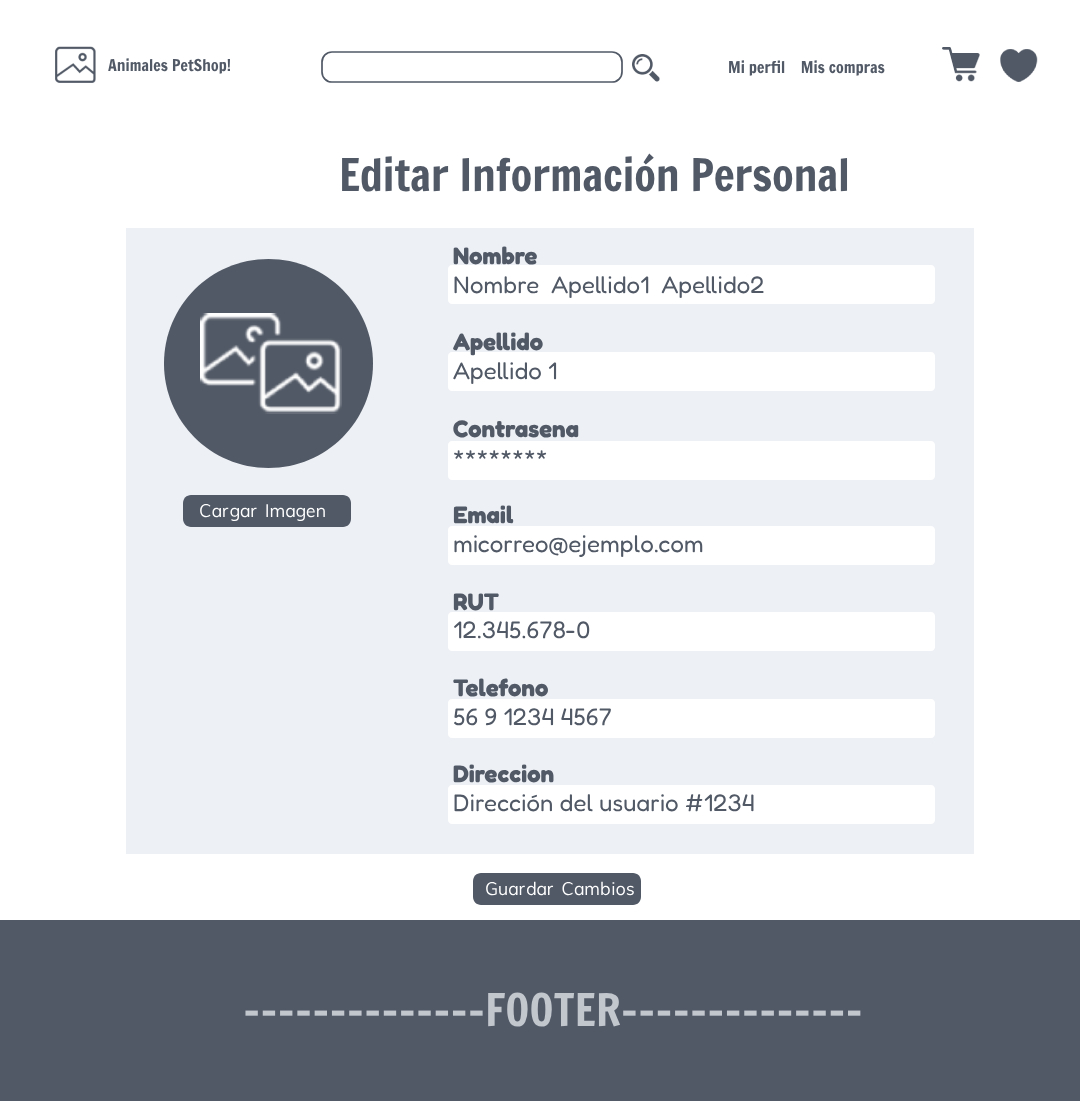 Animales PetShop!
Mi perfil Mis compras
Editar Información Personal
Nombre
Nombre Apellido1 Apellido2
Apellido
Apellido 1
Contrasena
********
Email
micorreo@ejemplo.com
RUT
12.345.678-0
Telefono
56 9 1234 4567
Direccion
Dirección del usuario #1234
Cargar Imagen
Guardar Cambios
--------------FOOTER--------------